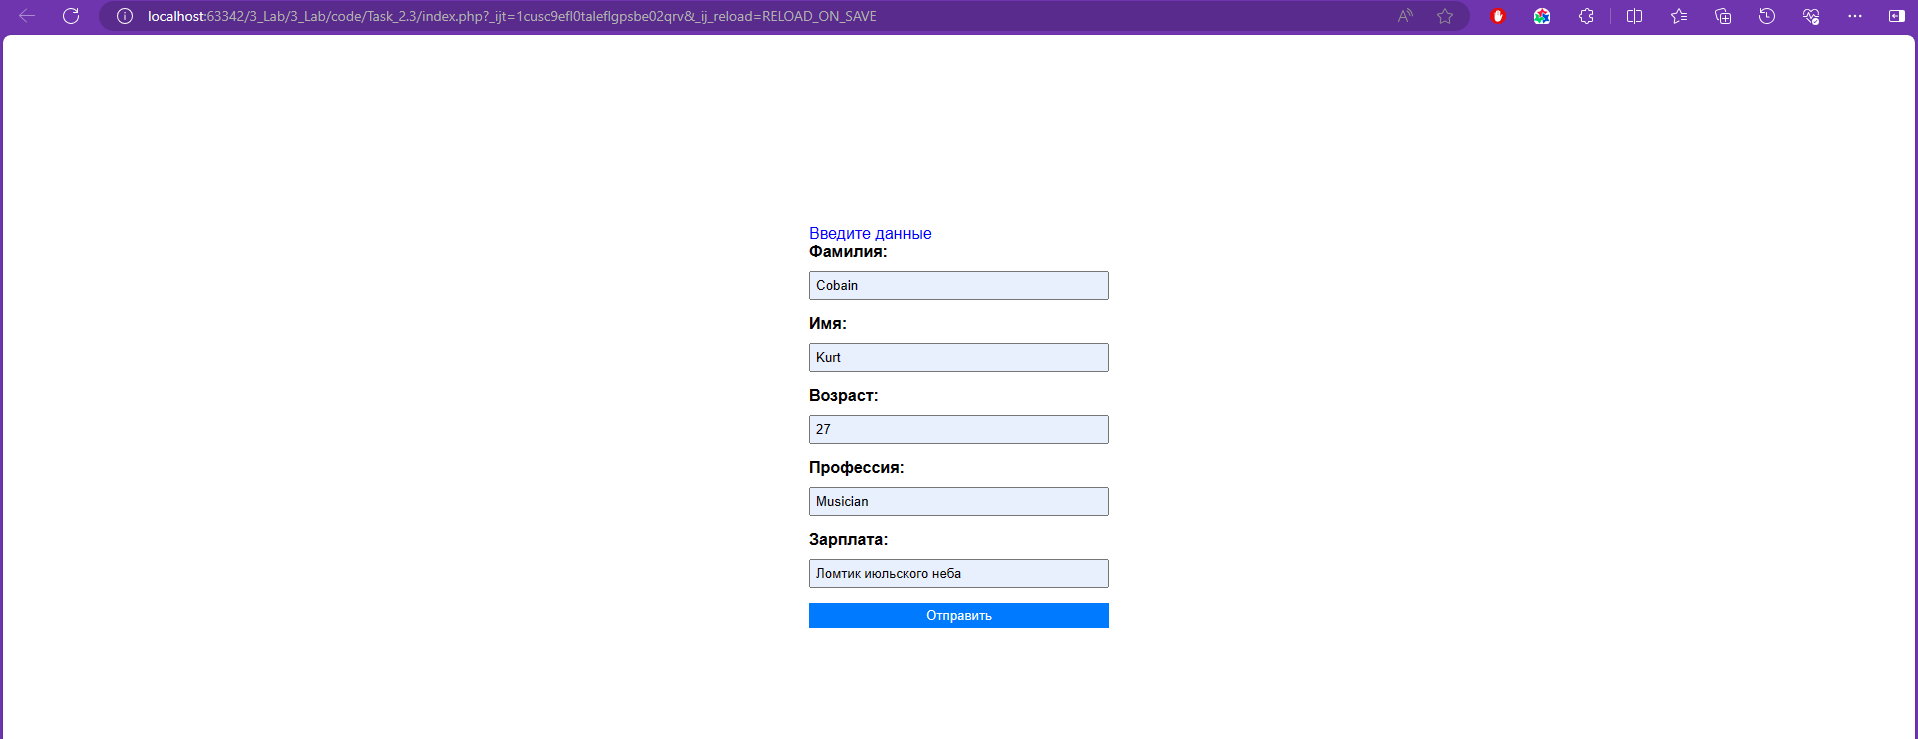 localhost:63342/3_Lab/3_Lab/code/Task_2.3/index.php?_ijt=1cusc9efl0taleflgpsbe02qrv&_ij_reload=RELOAD_ON_SAVE
Введите данные
Фамилия:
Cobain
Имя:
Kurt
Возраст:
27
Профессия:
Musician
Зарплата:
Ломтик июльского неба
Отправить